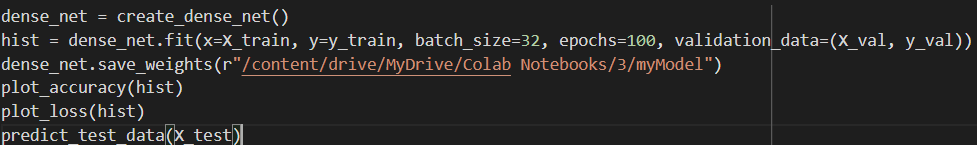 dense_net = create_dense_net()
hist = dense_net.fit(x=X_train, y=y_train, batch_size=32, epochs=100, validation_data=(X_val, y_val))
dense_net.save_weights(r"/content/drive/MyDrive/Colab Notebooks/3/myModel")
plot_accuracy(hist)
plot_loss(hist)
predict_test_data(X_test)